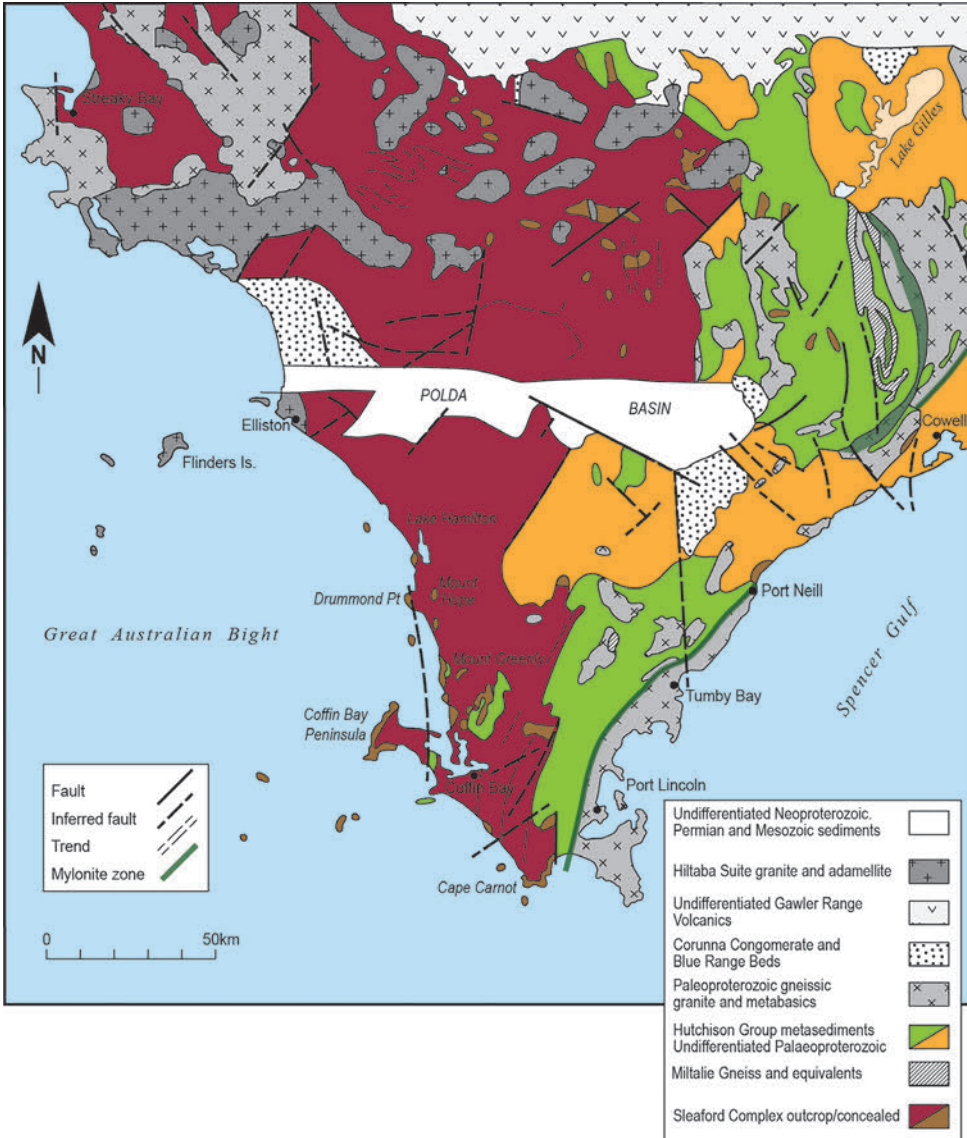 Streaky Bay
Lake Gilles
N
POLDA
BASIN
Elliston
Cowell
Flinders Is.
Lake Hamilton
Drummond Pt
Mount
Hope
Port Neill
Great Australian Bight
Mount Greenly
Spencer Gulf
Tumby Bay
Coffin Bay
Peninsula
Coffin Bay
Port Lincoln
Cape Carnot
Fault
Inferred fault
Trend
Mylonite zone
0
50km
Undifferentiated Neoproterozoic.
Permian and Mesozoic sediments
Hiltaba Suite granite and adamellite
Undifferentiated Gawler Range
Volcanics
Corunna Congomerate and
Blue Range Beds
Paleoproterozoic gneissic
granite and metabasics
Hutchison Group metasediments
Undifferentiated Palaeoproterozoic
Miltalie Gneiss and equivalents
Sleaford Complex outcrop/concealed